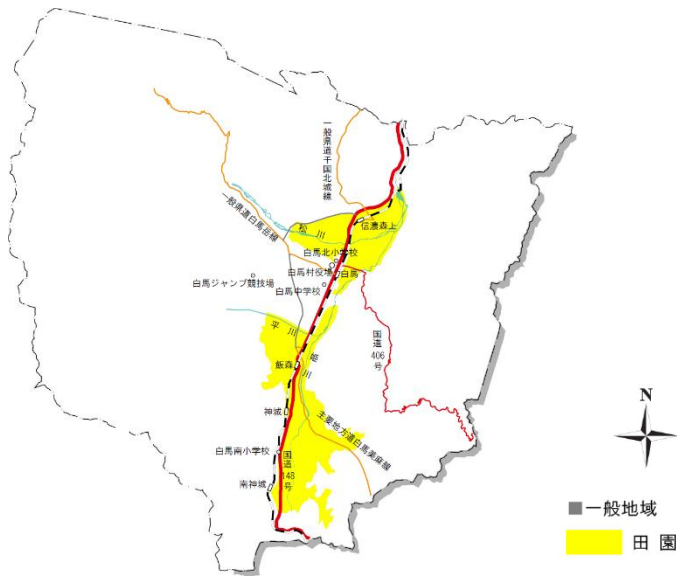 一般県道千国北城線
一般県道白馬岳線
松川
信濃森上
白馬北小学校
白馬村役場
白馬
白馬ジャンプ競技場
白馬中学校
平川
姫川
国道406号
飯森
神城
主要地方道白馬美麻線
白馬南小学校
国道148号
南神城
N
一般地域
田園